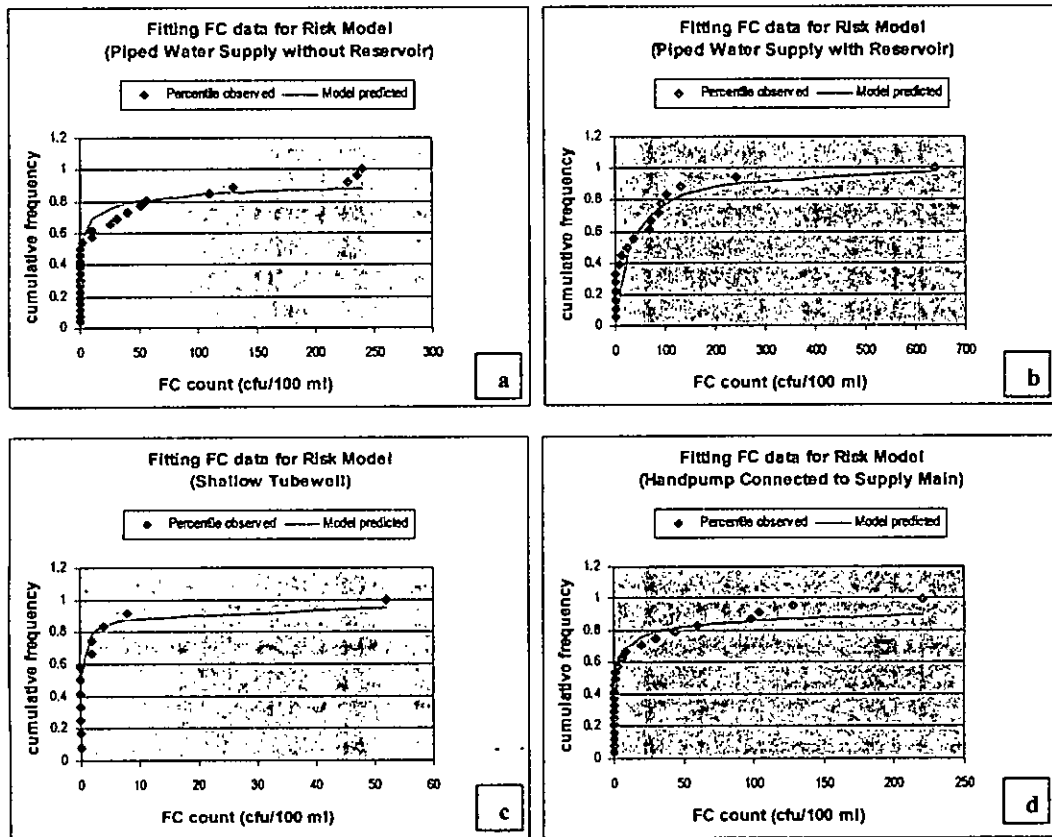 Fitting FC data for Risk Model
(Piped Water Supply without Reservoir)
Percentile observed Model predicted
cumulative frequency
1.2
1
0.8
0.6
0.4
0.2
0
0 50 100 150 200 250 300
FC count (cfu/100 ml)
a
Fitting FC data for Risk Model
(Piped Water Supply with Reservoir)
Percentile observed Model predicted
cumulative frequency
1.2
1
0.8
0.6
0.4
0.2
0
0 100 200 300 400 500 600 700
FC count (cfu/100 ml)
b
Fitting FC data for Risk Model
(Shallow Tubewell)
Percentile observed Model predicted
cumulative frequency
1.2
1
0.8
0.6
0.4
0.2
0
0 10 20 30 40 50 60
FC count (cfu/100 ml)
c
Fitting FC data for Risk Model
(Handpump Connected to Supply Main)
Percentile observed Model predicted
cumulative frequency
1.2
1
0.8
0.6
0.4
0.2
0
0 50 100 150 200 250
FC count (cfu/100 ml)
d